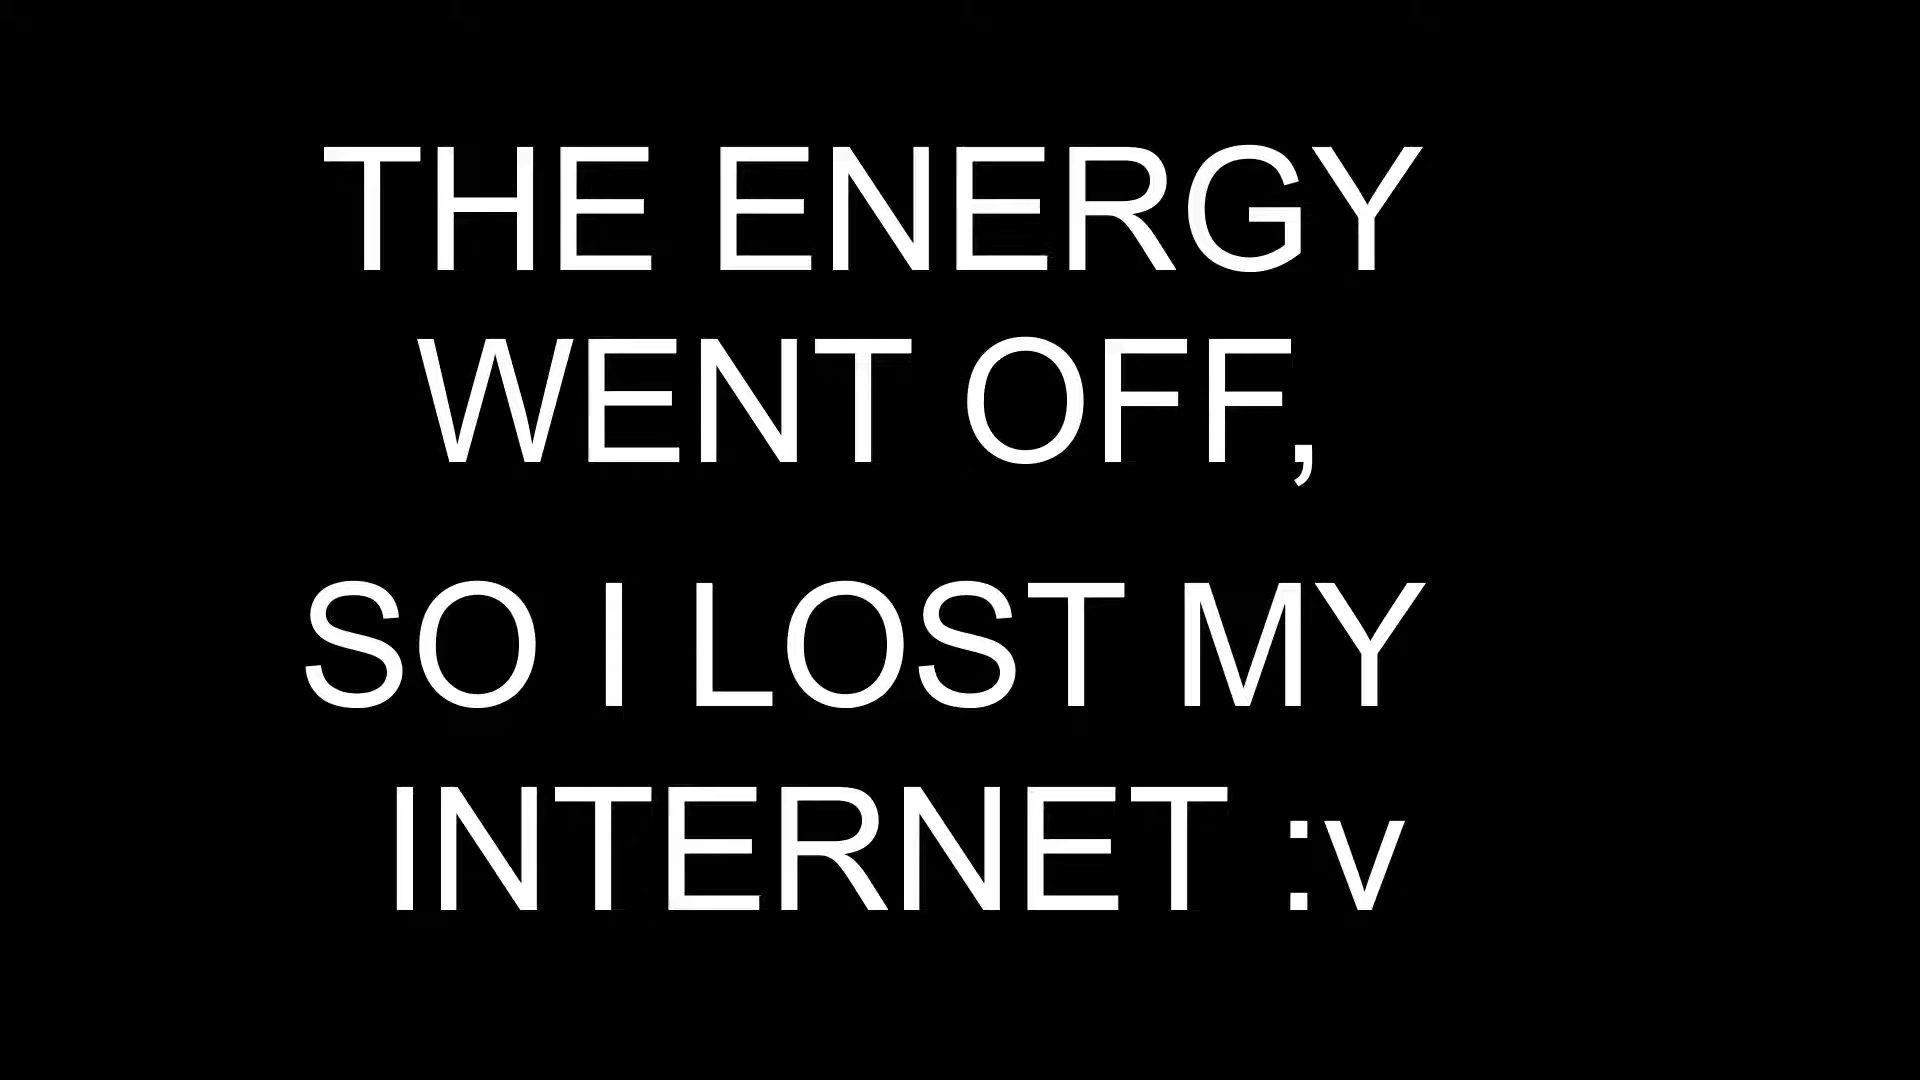 THE ENERGY
WENT OFF,
SO I LOST MY
INTERNET :v